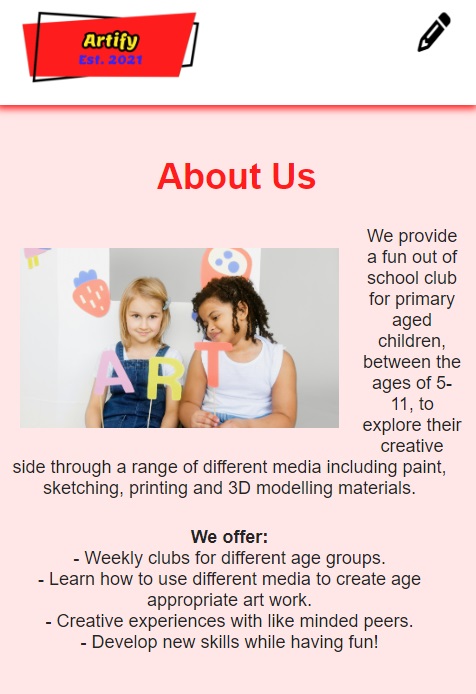 Artify
Est. 2021
About Us
A R T
We provide
a fun out of
school club
for primary
aged
children,
between the
ages of 5-
11, to
explore their
creative
side through a range of different media including paint,
sketching, printing and 3D modelling materials.
We offer:
- Weekly clubs for different age groups.
- Learn how to use different media to create age
appropriate art work.
- Creative experiences with like minded peers.
- Develop new skills while having fun!